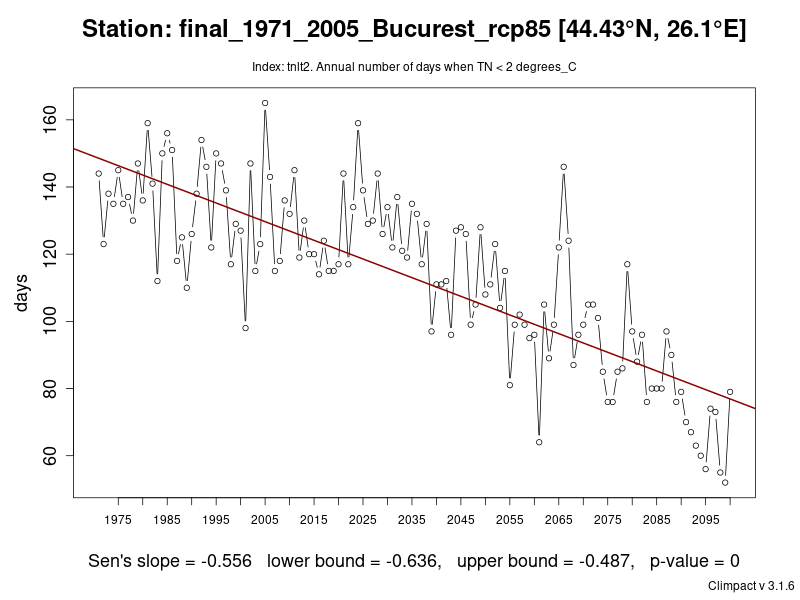 Station: final_1971_2005_Bucurest_rcp85 [44.43°N, 26.1°E]
Index: tnlt2. Annual number of days when TN < 2 degrees_C
160
140
120
100
80
60
days
1975 1985 1995 2005 2015 2025 2035 2045 2055 2065 2075 2085 2095
Sen's slope = -0.556 lower bound = -0.636, upper bound = -0.487, p-value = 0
Climpact v 3.1.6